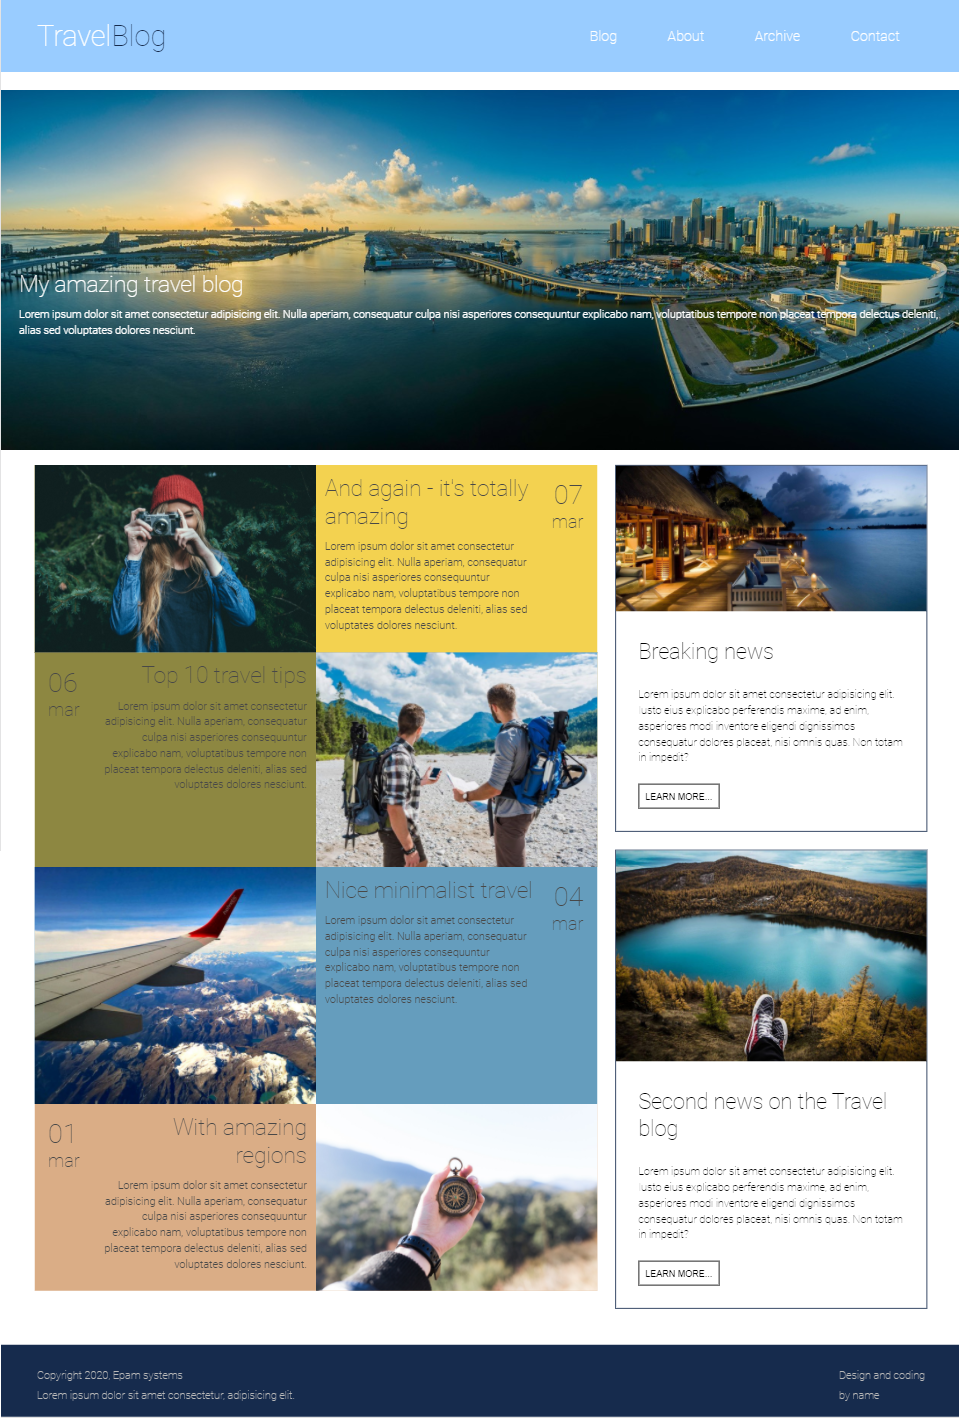 TravelBlog
Blog About Archive Contact
My amazing travel blog
Lorem ipsum dolor sit amet consectetur adipisicing elit. Nulla aperiam, consequatur culpa nisi asperiores consequuntur explicabo nam, voluptatibus tempore non placeat tempora delectus deleniti,
alias sed voluptates dolores nesciunt.
And again - it's totally
amazing
07
mar
Lorem ipsum dolor sit amet consectetur
adipisicing elit. Nulla aperiam, consequatur
culpa nisi asperiores consequuntur
explicabo nam, voluptatibus tempore non
placeat tempora delectus deleniti, alias sed
voluptates dolores nesciunt.
06
mar
Top 10 travel tips
Lorem ipsum dolor sit amet consectetur
adipisicing elit. Nulla aperiam, consequatur
culpa nisi asperiores consequuntur
explicabo nam, voluptatibus tempore non
placeat tempora delectus deleniti, alias sed
voluptates dolores nesciunt.
Nice minimalist travel
04
mar
Lorem ipsum dolor sit amet consectetur
adipisicing elit. Nulla aperiam, consequatur
culpa nisi asperiores consequuntur
explicabo nam, voluptatibus tempore non
placeat tempora delectus deleniti, alias sed
voluptates dolores nesciunt.
01
mar
With amazing
regions
Lorem ipsum dolor sit amet consectetur
adipisicing elit. Nulla aperiam, consequatur
culpa nisi asperiores consequuntur
explicabo nam, voluptatibus tempore non
placeat tempora delectus deleniti, alias sed
voluptates dolores nesciunt.
Breaking news
Lorem ipsum dolor sit amet consectetur adipisicing elit.
Iusto eius explicabo perferendis maxime, ad enim,
asperiores modi inventore eligendi dignissimos
consequatur dolores placeat, nisi omnis quas. Non totam
in impedit?
LEARN MORE...
Second news on the Travel
blog
Lorem ipsum dolor sit amet consectetur adipisicing elit.
Iusto eius explicabo perferendis maxime, ad enim,
asperiores modi inventore eligendi dignissimos
consequatur dolores placeat, nisi omnis quas. Non totam
in impedit?
LEARN MORE...
Copyright 2020, Epam systems
Lorem ipsum dolor sit amet consectetur, adipisicing elit.
Design and coding
by name